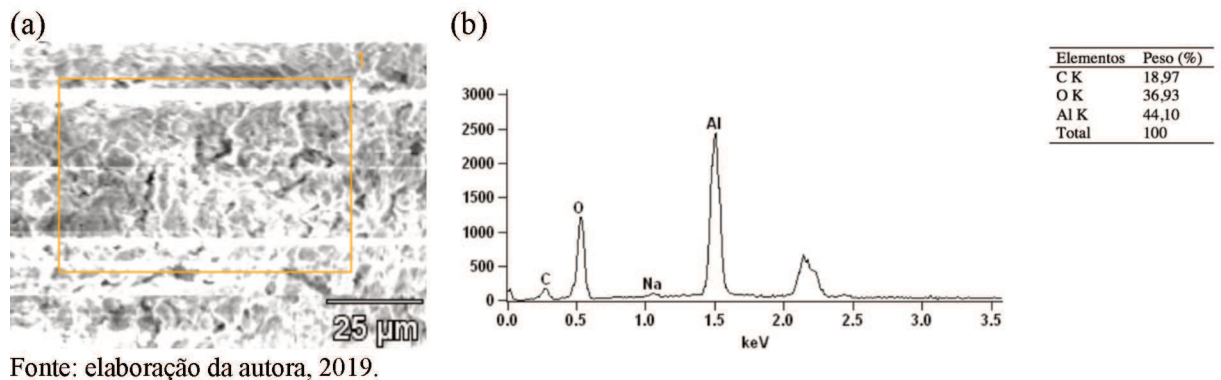 (a)
1
25 µm
(b)
3000
2500
2000
1500
1000
500
0
C
O
Na
Al
0.0 0.5 1.0 1.5 2.0 2.5 3.0 3.5
keV
Elementos Peso (%)
C K 18,97
O K 36,93
Al K 44,10
Total 100
Fonte: elaboração da autora, 2019.